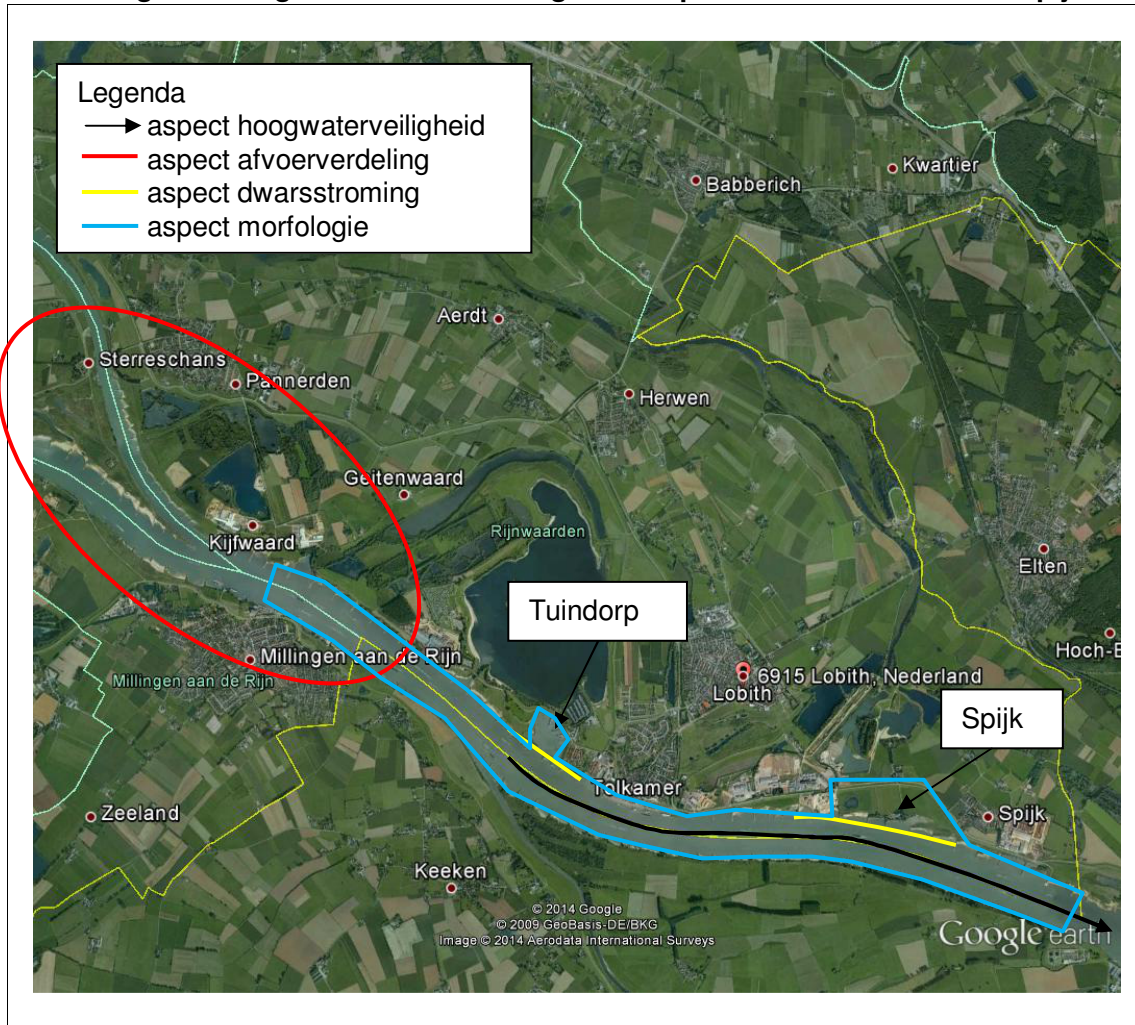 Legenda
aspect hoogwaterveiligheid
aspect afvoerverdeling
aspect dwarsstroming
aspect morfologie
Kwartier
Babberich
Aerdt
Sterreschans
Pannerden
Herwen
Geitenwaard
Rijnwaarden
Kijfwaard
Elten
Tuindorp
Millingen aan de Rijn
Millingen aan de Rijn
6915 Lobith, Nederland
Lobith
Spijk
Tolkamer
Zeeland
Spijk
Keeken
© 2014 Google
© 2009 GeoBasis-DE/BKG
Image © 2014 Aerodata International Surveys
Google earth